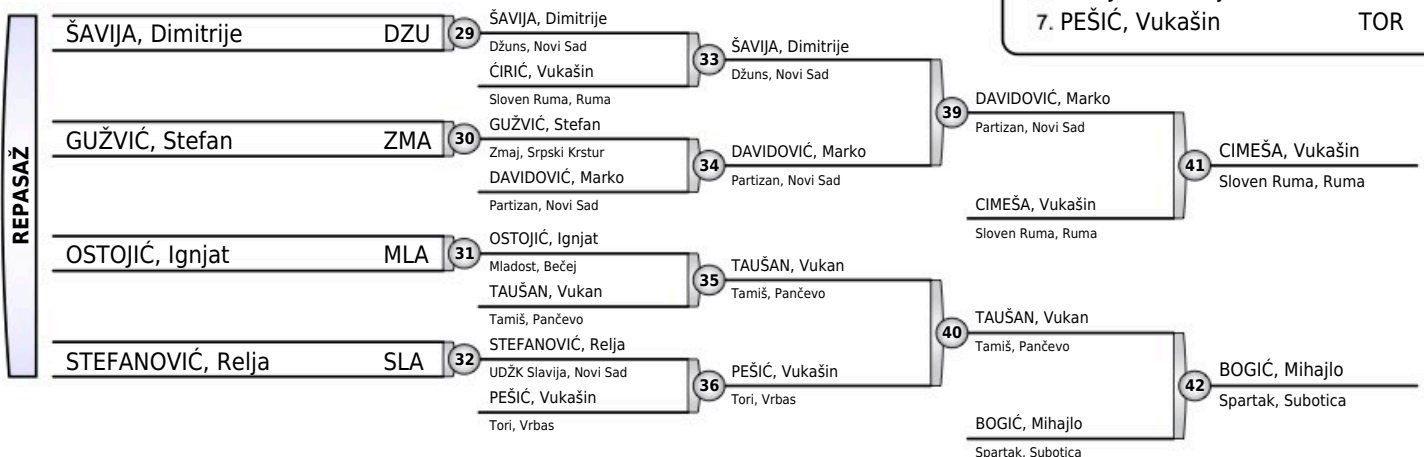 7. PEŠIĆ, Vukašin TOR
REPASAŽ
ŠAVIJA, Dimitrije DZU
GUŽVIĆ, Stefan ZMA
OSTOJIĆ, Ignjat MLA
STEFANOVIĆ, Relja SLA
29
ŠAVIJA, Dimitrije
Džuns, Novi Sad
ĆIRIĆ, Vukašin
Sloven Ruma, Ruma
30
GUŽVIĆ, Stefan
Zmaj, Srpski Krstur
DAVIDOVIĆ, Marko
Partizan, Novi Sad
31
OSTOJIĆ, Ignjat
Mladost, Bečej
TAUŠAN, Vukan
Tamiš, Pančevo
32
STEFANOVIĆ, Relja
UDŽK Slavija, Novi Sad
PEŠIĆ, Vukašin
Tori, Vrbas
33
ŠAVIJA, Dimitrije
Džuns, Novi Sad
34
DAVIDOVIĆ, Marko
Partizan, Novi Sad
35
TAUŠAN, Vukan
Tamiš, Pančevo
36
PEŠIĆ, Vukašin
Tori, Vrbas
39
DAVIDOVIĆ, Marko
Partizan, Novi Sad
CIMEŠA, Vukašin
Sloven Ruma, Ruma
40
TAUŠAN, Vukan
Tamiš, Pančevo
BOGIĆ, Mihajlo
Spartak, Subotica
41
CIMEŠA, Vukašin
Sloven Ruma, Ruma
42
BOGIĆ, Mihajlo
Spartak, Subotica